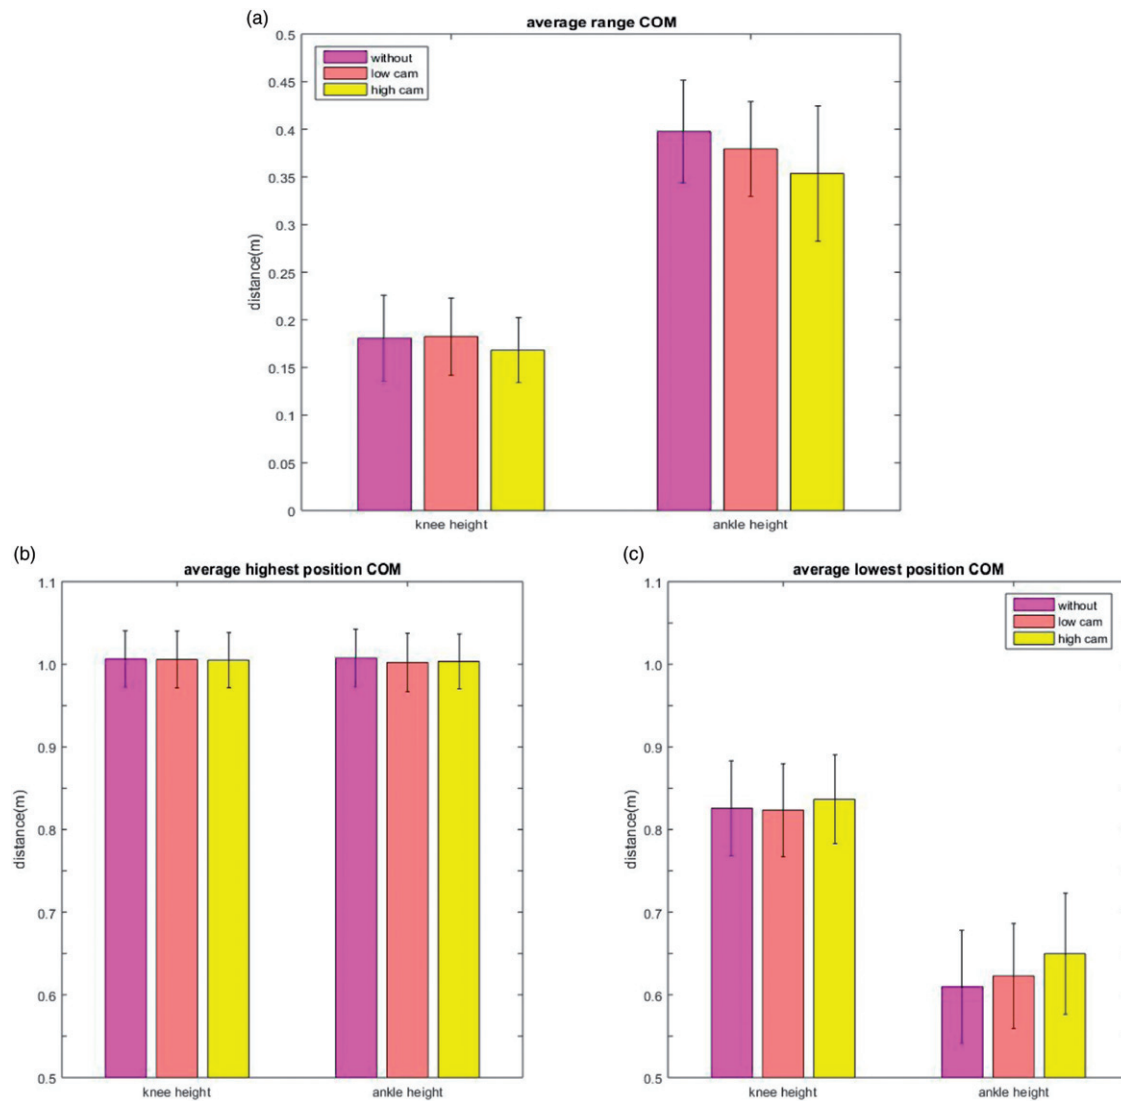 (a)
average range COM
without
low cam
high cam
0.5
0.45
0.4
0.35
0.3
0.25
0.2
0.15
0.1
0.05
0
distance(m)
knee height
ankle height
(b)
average highest position COM
1.1
1.0
0.9
0.8
0.7
0.6
0.5
distance(m)
knee height
ankle height
(c)
average lowest position COM
without
low cam
high cam
1.1
1.0
0.9
0.8
0.7
0.6
0.5
distance(m)
knee height
ankle height